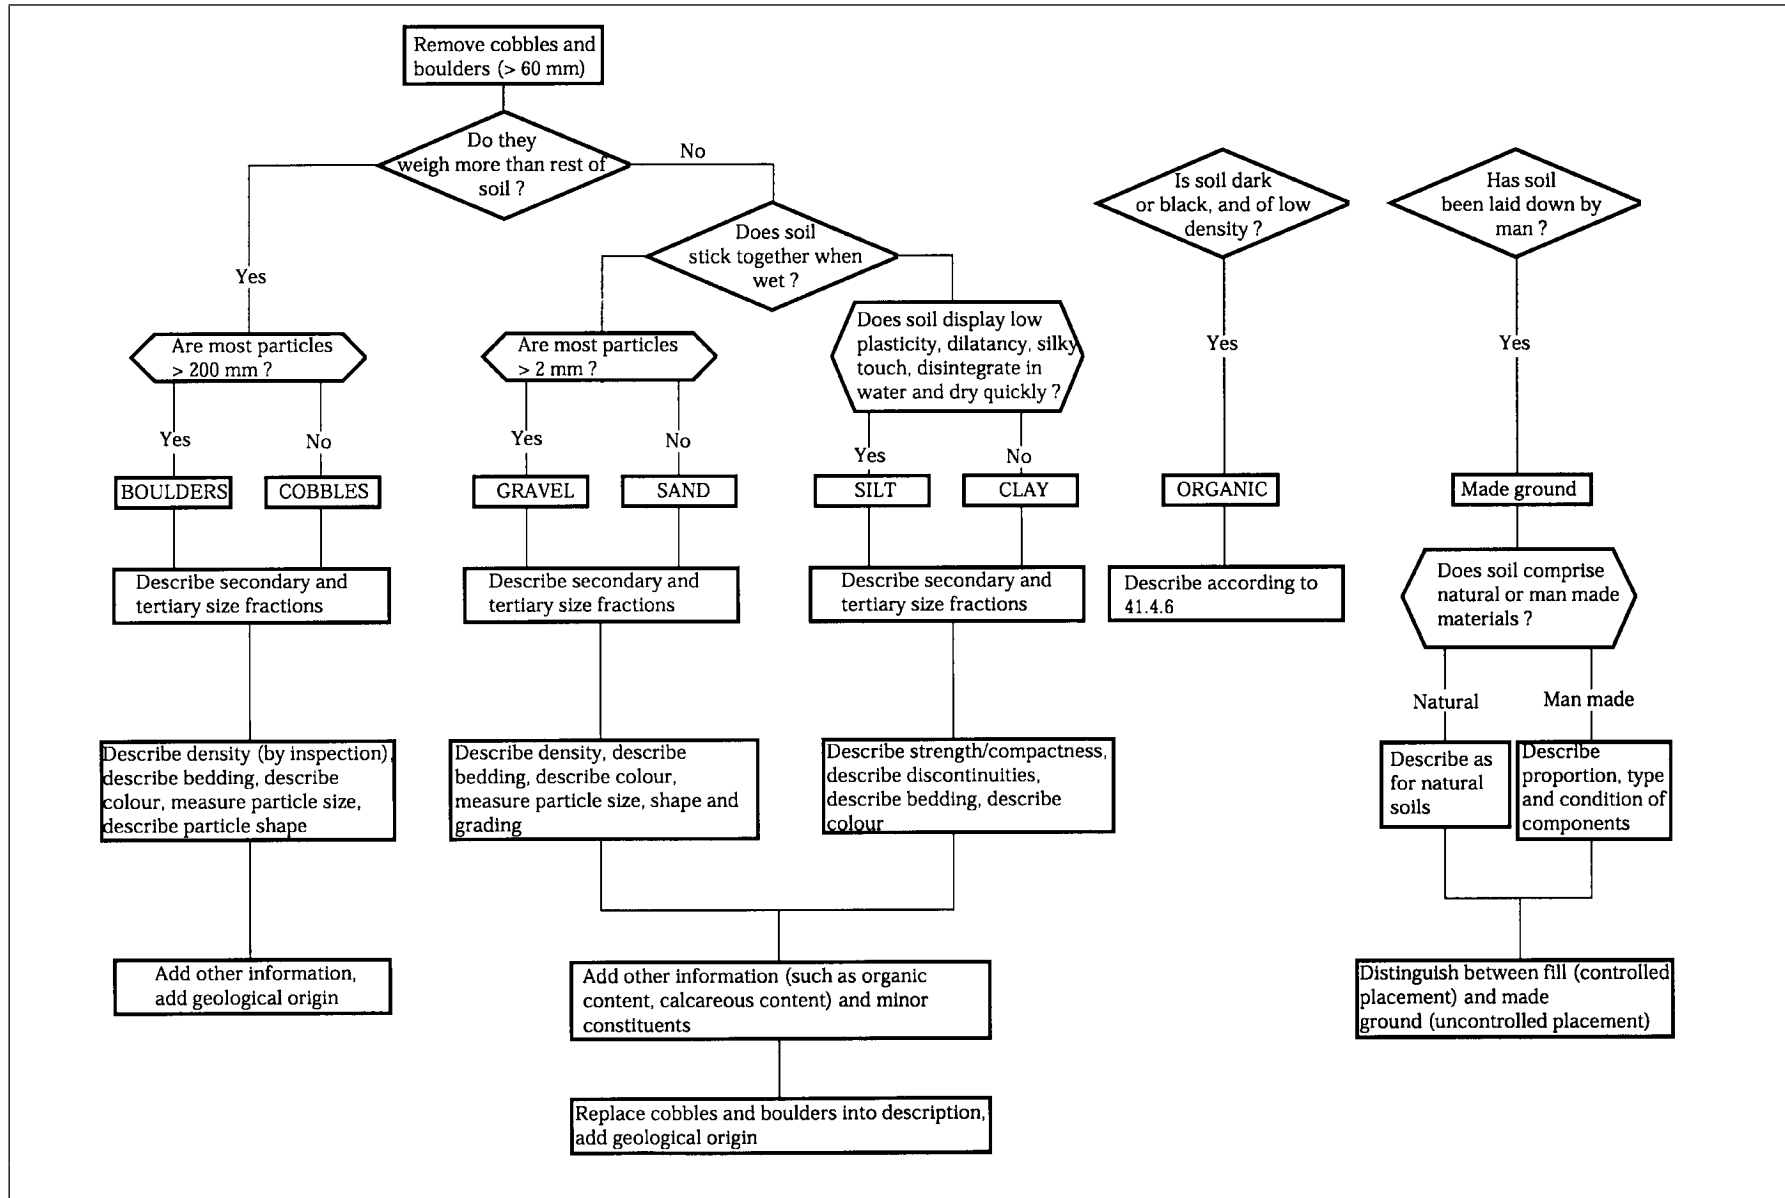 Remove cobbles and
boulders (> 60 mm)
Do they
weigh more than rest of
soil ?
No
Yes
Does soil
stick together when
wet ?
Is soil dark
or black, and of low
density ?
Has soil
been laid down by
man ?
Are most particles
> 200 mm ?
Are most particles
> 2 mm ?
Does soil display low
plasticity, dilatancy, silky
touch, disintegrate in
water and dry quickly ?
Yes
Yes
Yes
No
Yes
No
Yes
No
BOULDERS
COBBLES
GRAVEL
SAND
SILT
CLAY
ORGANIC
Made ground
Describe secondary and
tertiary size fractions
Describe secondary and
tertiary size fractions
Describe secondary and
tertiary size fractions
Describe according to
41.4.6
Does soil comprise
natural or man made
materials ?
Natural
Man made
Describe density (by inspection),
describe bedding, describe
colour, measure particle size,
describe particle shape
Describe density, describe
bedding, describe colour,
measure particle size, shape and
grading
Describe strength/compactness,
describe discontinuities,
describe bedding, describe
colour
Describe as
for natural
soils
Describe
proportion, type
and condition of
components
Add other information,
add geological origin
Add other information (such as organic
content, calcareous content) and minor
constituents
Distinguish between fill (controlled
placement) and made
ground (uncontrolled placement)
Replace cobbles and boulders into description,
add geological origin